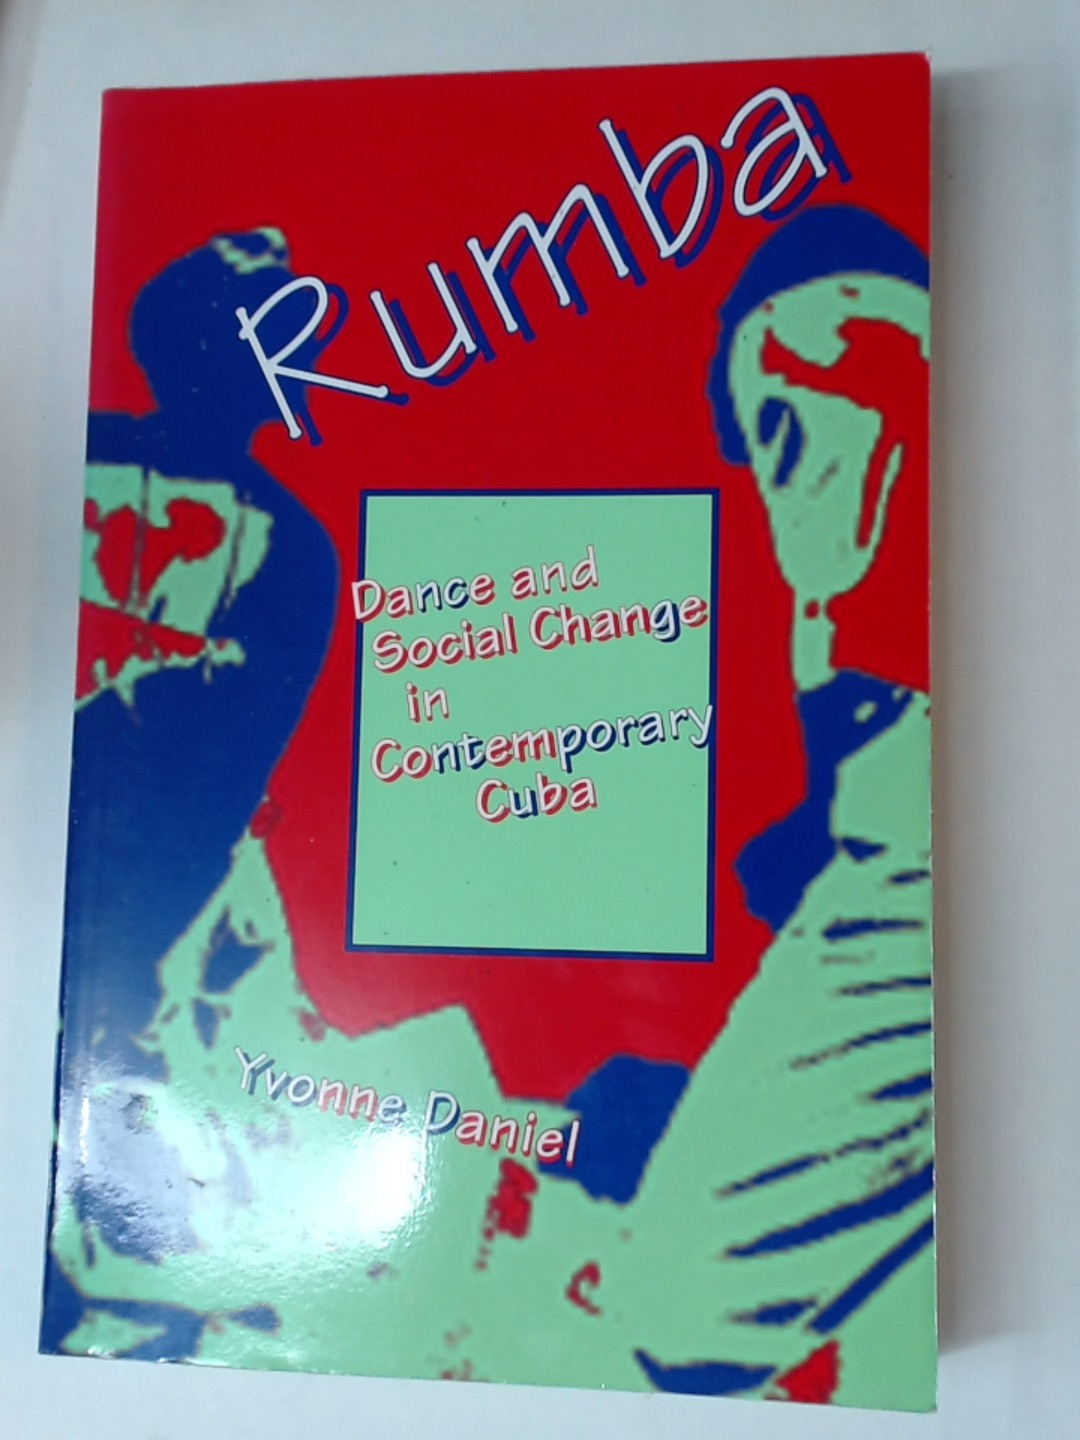 Rumba
Dance and
Social Change
in
Contemporary
Cuba
Yvonne Daniel